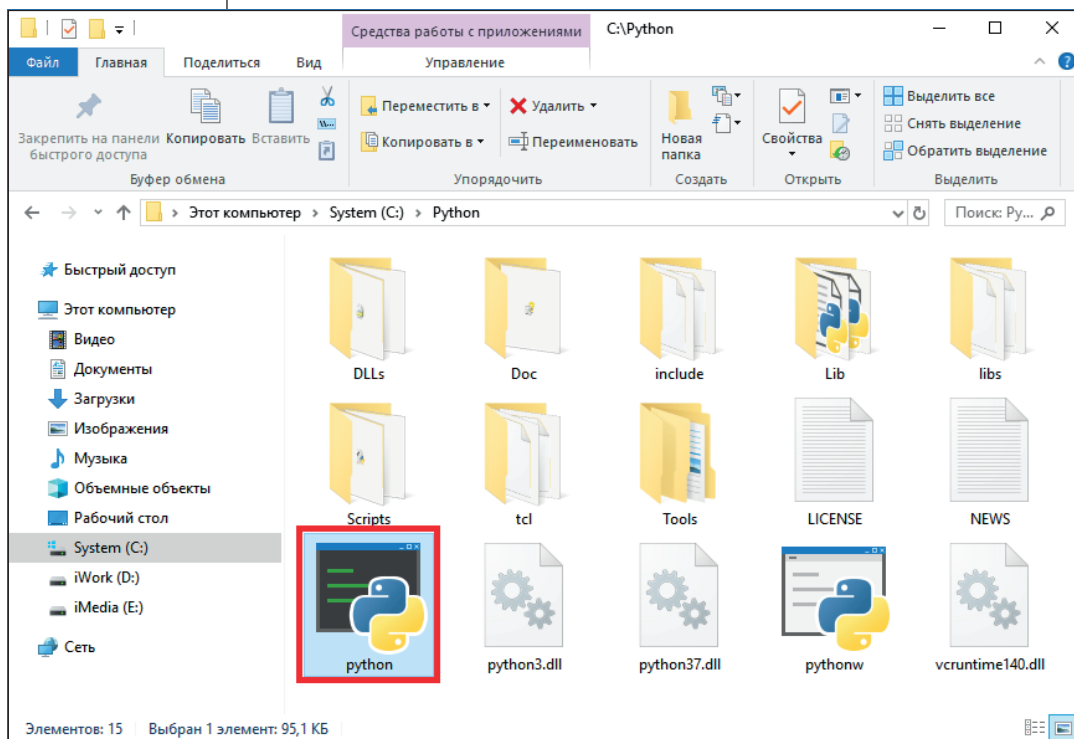 Средства работы с приложениями
C:\Python
Файл
Главная
Поделиться
Вид
Управление
Закрепить на панели быстрого доступа
Копировать
Вставить
Переместить в
Копировать в
Удалить
Переименовать
Новая папка
Свойства
Выделить все
Снять выделение
Обратить выделение
Буфер обмена
Упорядочить
Создать
Открыть
Выделить
Этот компьютер > System (C:) > Python
Поиск: Py...
Быстрый доступ
Этот компьютер
Видео
Документы
Загрузки
Изображения
Музыка
Объемные объекты
Рабочий стол
System (C:)
iWork (D:)
iMedia (E:)
Сеть
DLLs
Doc
include
Lib
libs
Scripts
tcl
Tools
LICENSE
NEWS
python
python3.dll
python37.dll
pythonw
vcruntime140.dll
Элементов: 15
Выбран 1 элемент: 95,1 КБ